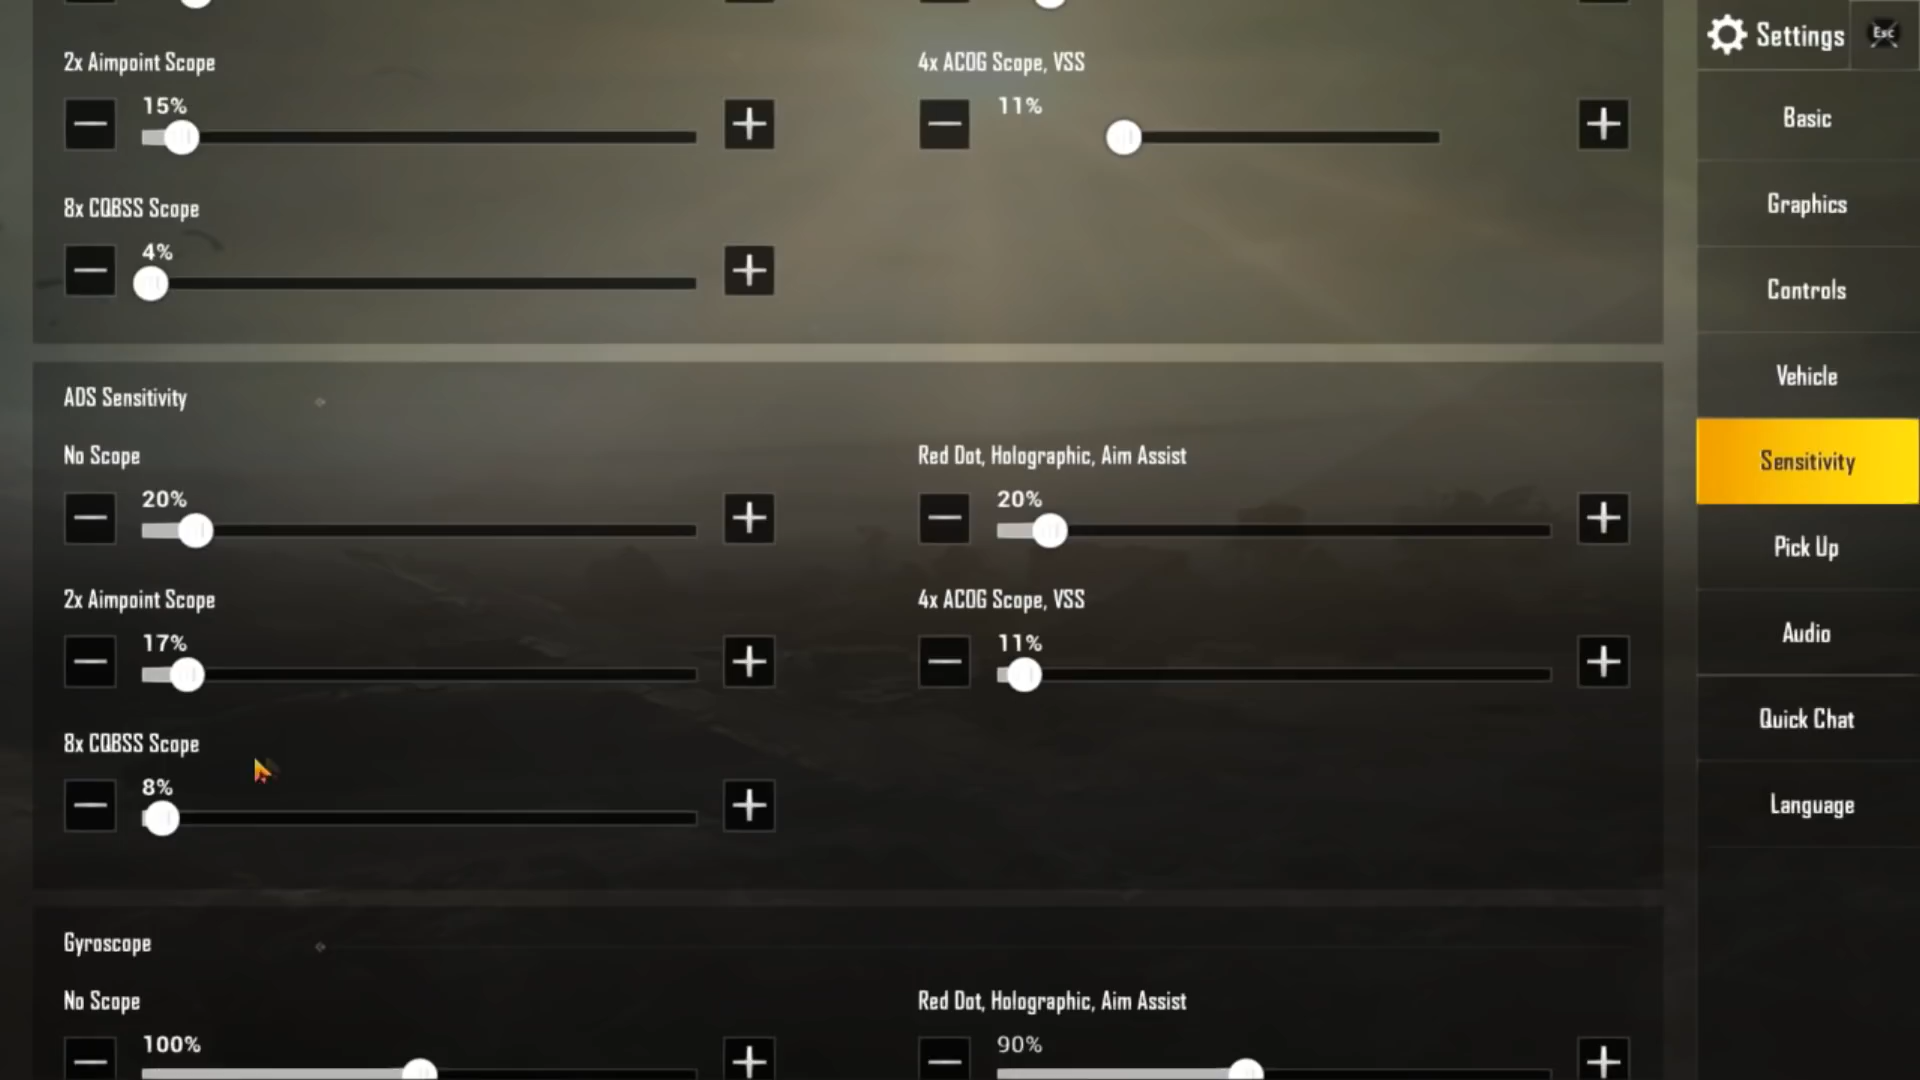 Settings
Esc
2x Aimpoint Scope
15%
4x ACOG Scope, VSS
11%
8x CQBSS Scope
4%
ADS Sensitivity
No Scope
20%
Red Dot, Holographic, Aim Assist
20%
2x Aimpoint Scope
17%
4x ACOG Scope, VSS
11%
8x CQBSS Scope
8%
Gyroscope
No Scope
100%
Red Dot, Holographic, Aim Assist
90%
Basic
Graphics
Controls
Vehicle
Sensitivity
Pick Up
Audio
Quick Chat
Language